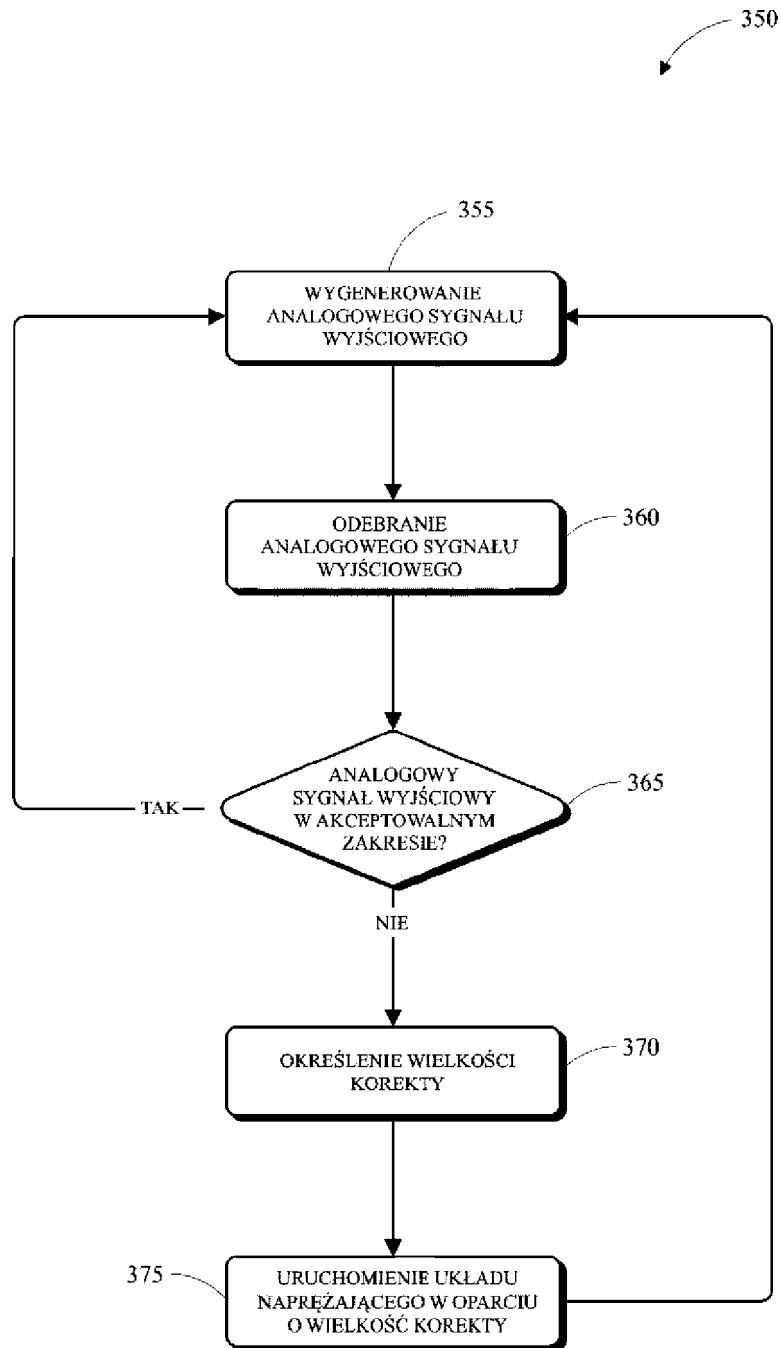 350
355
WYGENEROWANIE
ANALOGOWEGO SYGNAŁU
WYJŚCIOWEGO
ODEBRANIE
ANALOGOWEGO SYGNAŁU
WYJŚCIOWEGO
360
ANALOGOWY
SYGNAŁ WYJŚCIOWY
W AKCEPTOWALNYM
ZAKRESIE?
365
TAK
NIE
OKREŚLENIE WIELKOŚCI
KOREKTY
370
375
URUCHOMIENIE UKŁADU
NAPRĘŻAJĄCEGO W OPARCIU
O WIELKOŚĆ KOREKTY